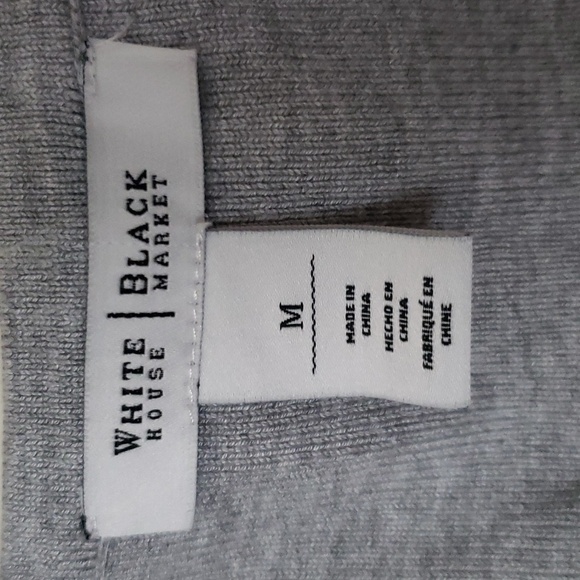 WHITE | BLACK
HOUSE | MARKET
M
MADE IN
CHINA
HECHO EN
CHINA
FABRIQUÉ EN
CHINE